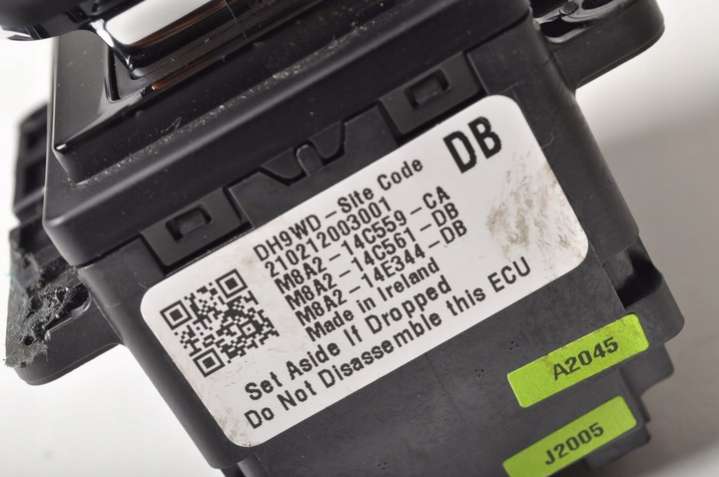 DB
DH9WD-Site Code
210212003001
M8A2-14C559-CA
M8A2-14C561-DB
M8A2-14E344-DB
Made in Ireland
Set Aside If Dropped
Do Not Disassemble this ECU
A2045
J2005